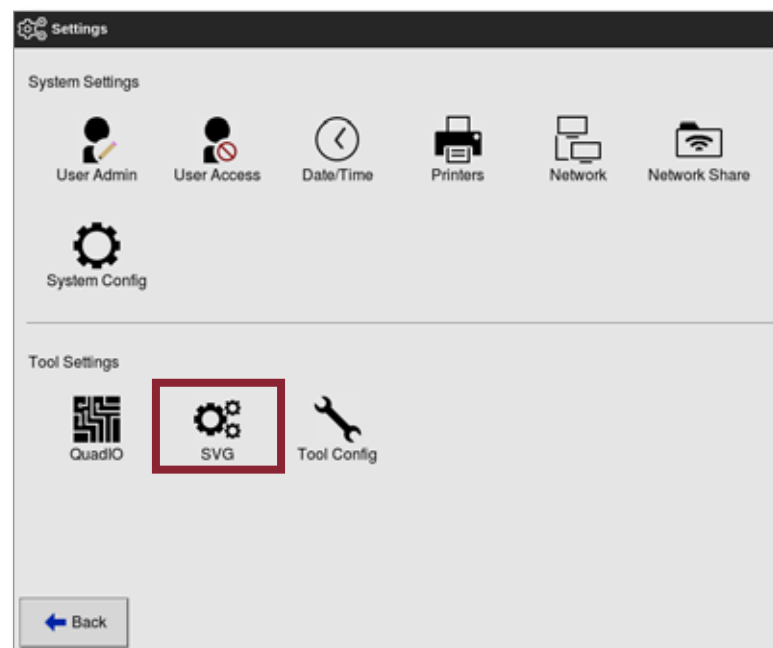 Settings
System Settings
User Admin
User Access
Date/Time
Printers
Network
Network Share
System Config
Tool Settings
QuadIO
SVG
Tool Config
Back